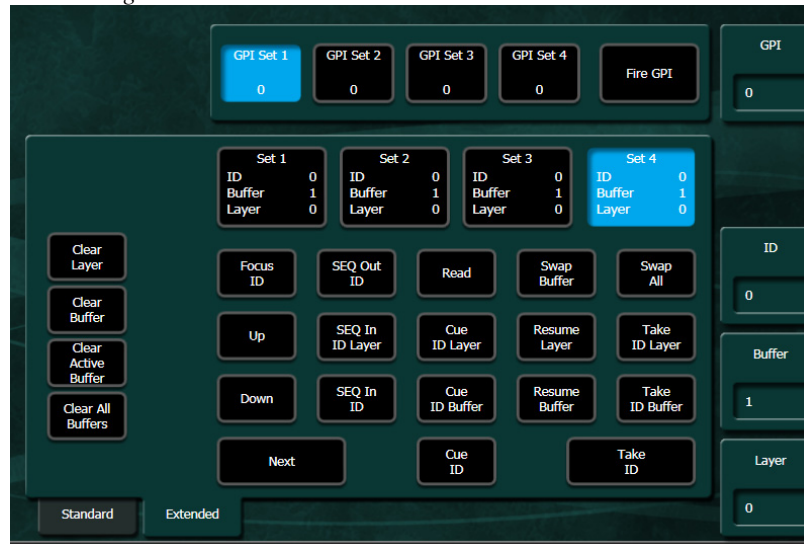 GPI Set 1
0
GPI Set 2
0
GPI Set 3
0
GPI Set 4
0
Fire GPI
GPI
0
Set 1
ID 0
Buffer 1
Layer 0
Set 2
ID 0
Buffer 1
Layer 0
Set 3
ID 0
Buffer 1
Layer 0
Set 4
ID 0
Buffer 1
Layer 0
Clear
Layer
Clear
Buffer
Clear
Active
Buffer
Clear All
Buffers
Focus
ID
SEQ Out
ID
Read
Swap
Buffer
Swap
All
Up
SEQ In
ID Layer
Cue
ID Layer
Resume
Layer
Take
ID Layer
Down
SEQ In
ID
Cue
ID Buffer
Resume
Buffer
Take
ID Buffer
Next
Cue
ID
Take
ID
ID
0
Buffer
1
Layer
0
Standard
Extended